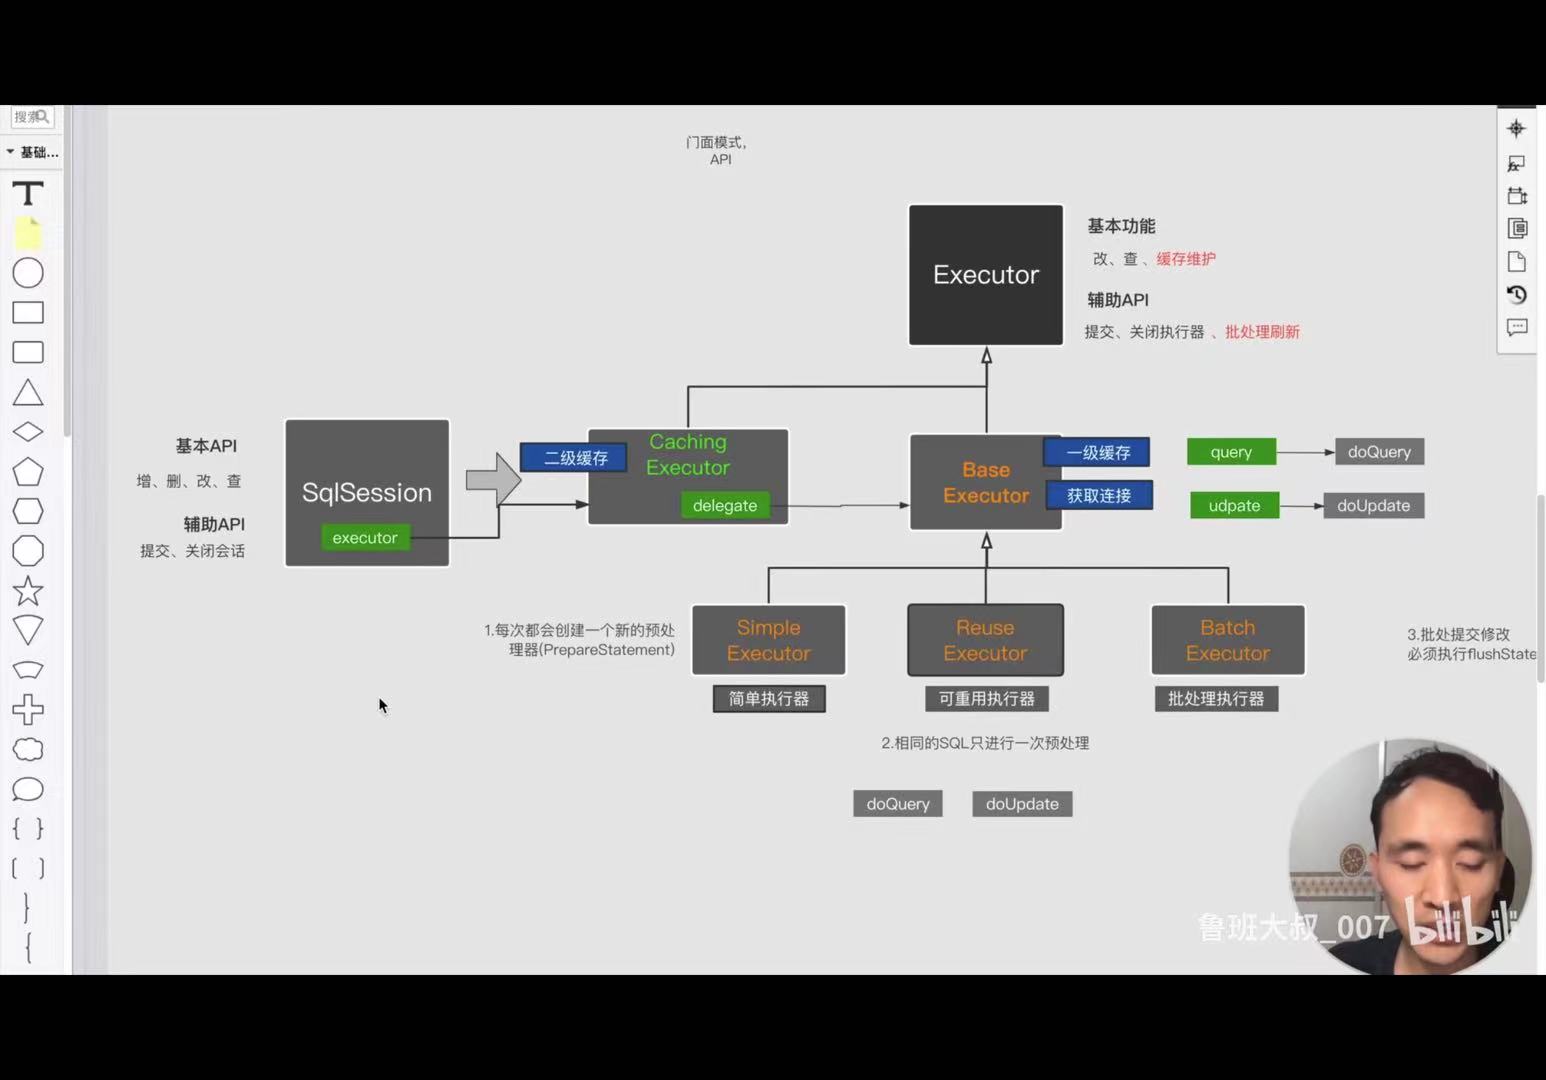 基础...
门面模式,
API
Executor
基本功能
改、查、缓存维护
辅助API
提交、关闭执行器、批处理刷新
基本API
增、删、改、查
辅助API
提交、关闭会话
SqlSession
executor
二级缓存
Caching
Executor
delegate
Base
Executor
一级缓存
获取连接
query
doQuery
udpate
doUpdate
1.每次都会创建一个新的预处
理器(PrepareStatement)
Simple
Executor
简单执行器
Reuse
Executor
可重用执行器
Batch
Executor
批处理执行器
3.批处提交修改
必须执行flushState
2.相同的SQL只进行一次预处理
doQuery
doUpdate
鲁班大叔_007 bilibili